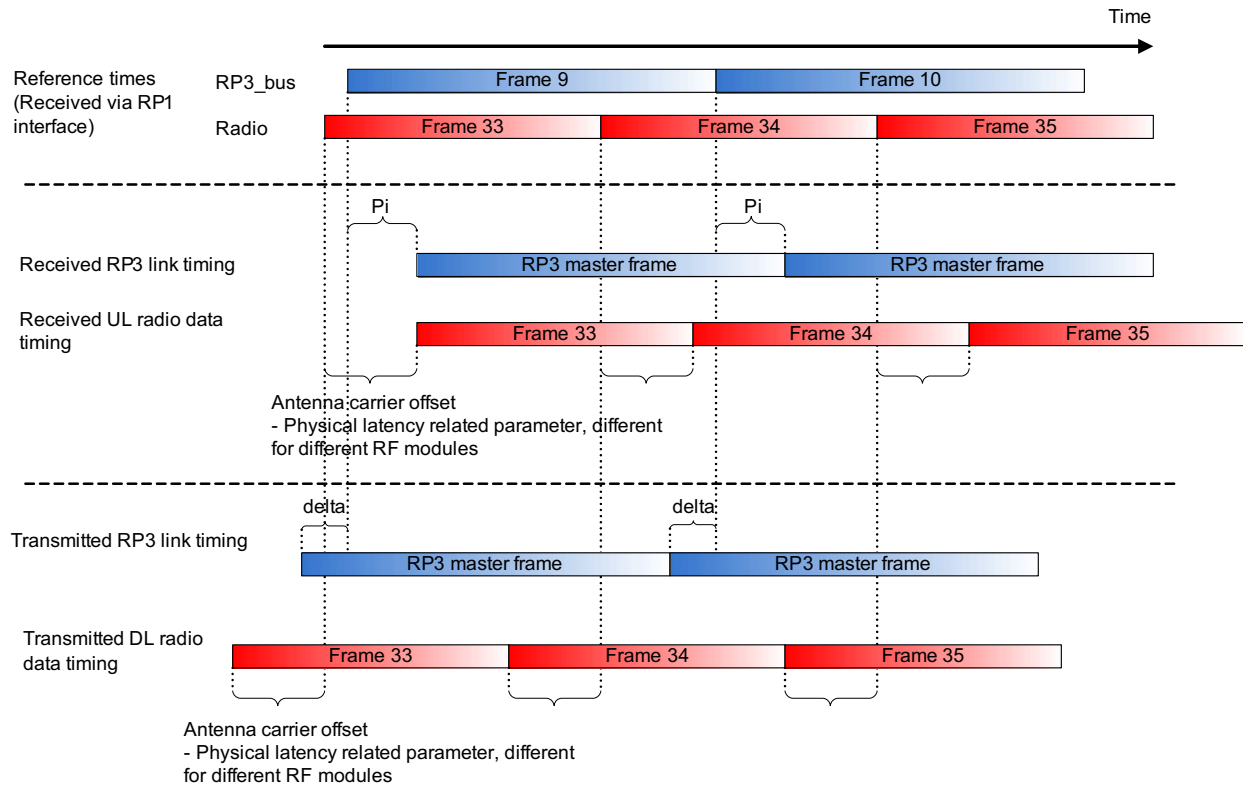 Time
Reference times
(Received via RP1
interface)
RP3_bus
Frame 9
Frame 10
Radio
Frame 33
Frame 34
Frame 35
Pi
Pi
Received RP3 link timing
RP3 master frame
RP3 master frame
Received UL radio data
timing
Frame 33
Frame 34
Frame 35
Antenna carrier offset
- Physical latency related parameter, different
for different RF modules
delta
delta
Transmitted RP3 link timing
RP3 master frame
RP3 master frame
Transmitted DL radio
data timing
Frame 33
Frame 34
Frame 35
Antenna carrier offset
- Physical latency related parameter, different
for different RF modules